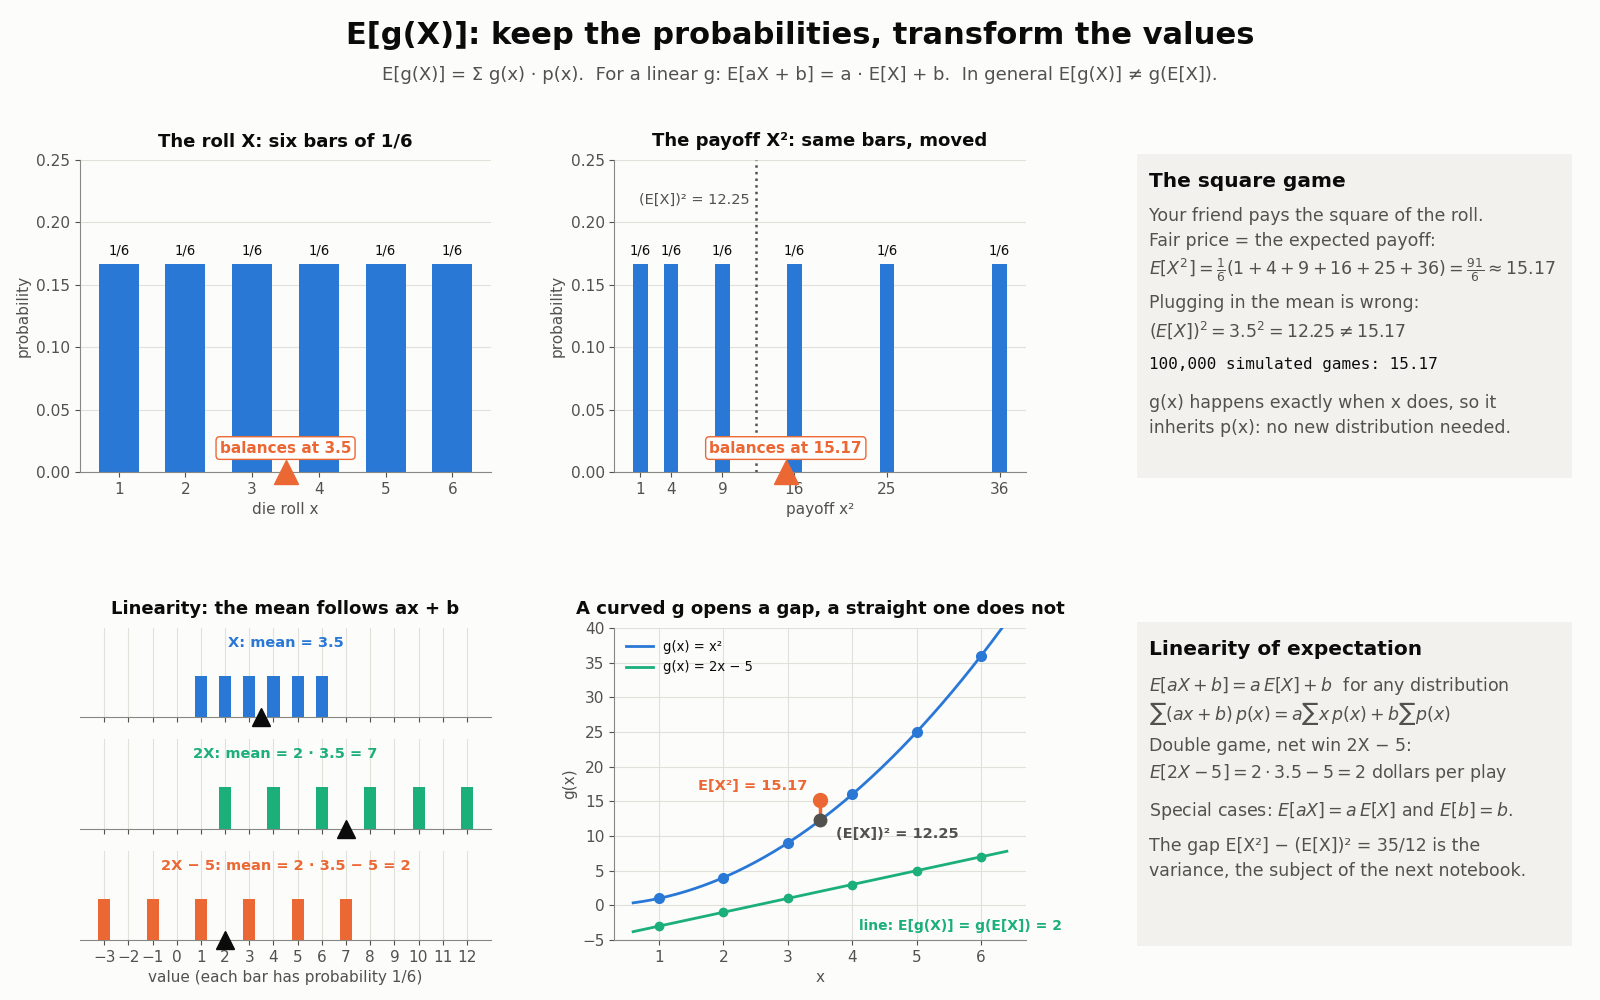 E[g(X)]: keep the probabilities, transform the values
E[g(X)] = Σ g(x) · p(x).  For a linear g: E[aX + b] = a · E[X] + b.  In general E[g(X)] ≠ g(E[X]).
The roll X: six bars of 1/6
0.25
0.20
0.15
0.10
0.05
0.00
probability
1/6 1/6 1/6 1/6 1/6 1/6
balances at 3.5
1 2 3 4 5 6
die roll x
The payoff X²: same bars, moved
0.25
0.20
0.15
0.10
0.05
0.00
probability
(E[X])² = 12.25
1/6 1/6 1/6 1/6 1/6 1/6
balances at 15.17
1 4 9 16 25 36
payoff x²
The square game
Your friend pays the square of the roll.
Fair price = the expected payoff:
E[X²] = 1/6(1 + 4 + 9 + 16 + 25 + 36) = 91/6 ≈ 15.17
Plugging in the mean is wrong:
(E[X])² = 3.5² = 12.25 ≠ 15.17
100,000 simulated games: 15.17
g(x) happens exactly when x does, so it
inherits p(x): no new distribution needed.
Linearity: the mean follows ax + b
X: mean = 3.5
2X: mean = 2 · 3.5 = 7
2X − 5: mean = 2 · 3.5 − 5 = 2
−3 −2 −1 0 1 2 3 4 5 6 7 8 9 10 11 12
value (each bar has probability 1/6)
A curved g opens a gap, a straight one does not
40
35
30
25
20
15
10
5
0
−5
g(x)
g(x) = x²
g(x) = 2x − 5
E[X²] = 15.17
(E[X])² = 12.25
line: E[g(X)] = g(E[X]) = 2
1 2 3 4 5 6
x
Linearity of expectation
E[aX + b] = a E[X] + b  for any distribution
∑(ax + b) p(x) = a∑x p(x) + b∑p(x)
Double game, net win 2X − 5:
E[2X − 5] = 2 · 3.5 − 5 = 2 dollars per play
Special cases: E[aX] = a E[X] and E[b] = b.
The gap E[X²] − (E[X])² = 35/12 is the
variance, the subject of the next notebook.